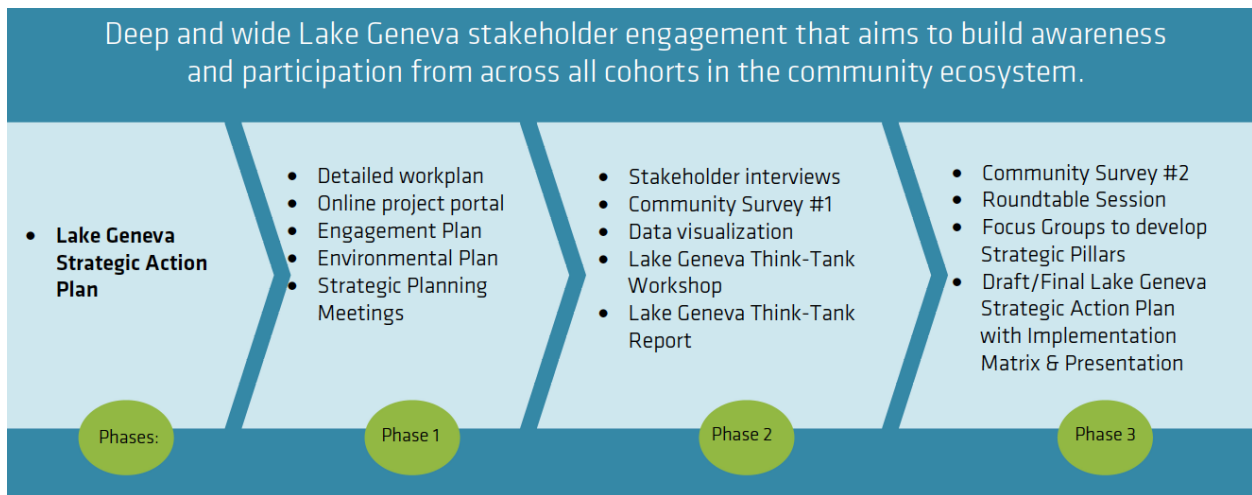 Deep and wide Lake Geneva stakeholder engagement that aims to build awareness
and participation from across all cohorts in the community ecosystem.
• Lake Geneva
Strategic Action
Plan
• Detailed workplan
• Online project portal
• Engagement Plan
• Environmental Plan
• Strategic Planning
Meetings
• Stakeholder interviews
• Community Survey #1
• Data visualization
• Lake Geneva Think-Tank
Workshop
• Lake Geneva Think-Tank
Report
• Community Survey #2
• Roundtable Session
• Focus Groups to develop
Strategic Pillars
• Draft/Final Lake Geneva
Strategic Action Plan
with Implementation
Matrix & Presentation
Phases:
Phase 1
Phase 2
Phase 3